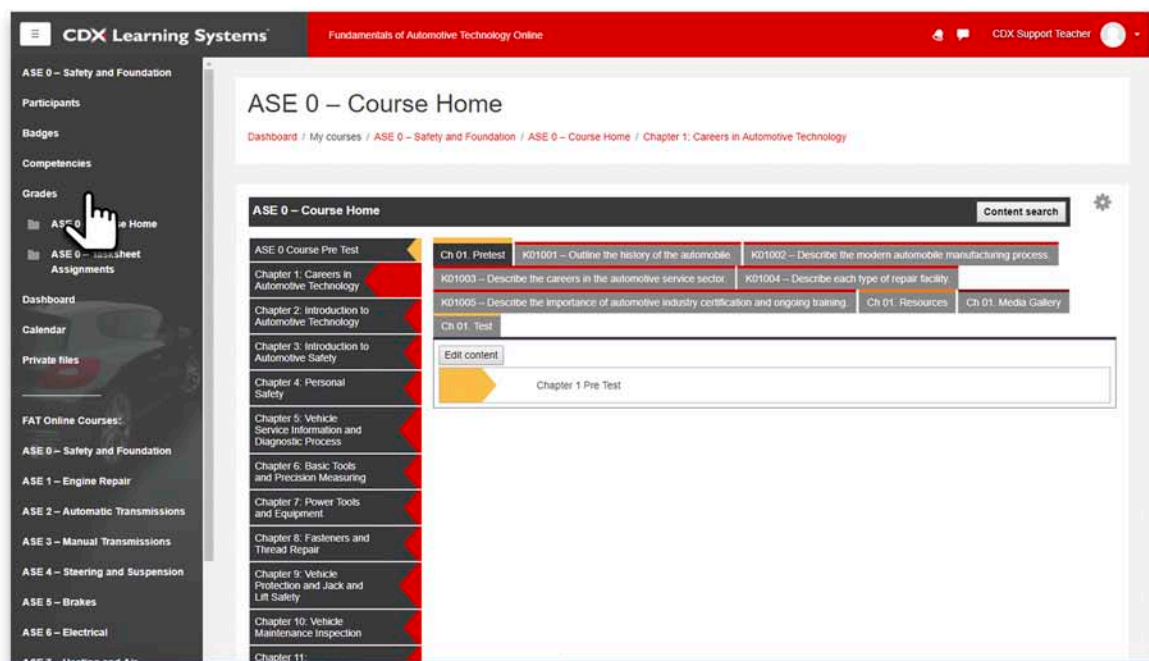 CDX Learning Systems
Fundamentals of Automotive Technology Online
CDX Support Teacher
ASE 0 – Safety and Foundation
Participants
Badges
Competencies
Grades
ASE 0 Home
ASE 0 –
Assignments
Dashboard
Calendar
Private files
FAT Online Courses:
ASE 0 – Safety and Foundation
ASE 1 – Engine Repair
ASE 2 – Automatic Transmissions
ASE 3 – Manual Transmissions
ASE 4 – Steering and Suspension
ASE 5 – Brakes
ASE 6 – Electrical
ASE 0 – Course Home
Dashboard / My courses / ASE 0 – Safety and Foundation / ASE 0 – Course Home / Chapter 1: Careers in Automotive Technology
ASE 0 – Course Home
Content search
ASE 0 Course Pre Test
Chapter 1: Careers in
Automotive Technology
Chapter 2: Introduction to
Automotive Technology
Chapter 3: Introduction to
Automotive Safety
Chapter 4: Personal
Safety
Chapter 5: Vehicle
Service Information and
Diagnostic Process
Chapter 6: Basic Tools
and Precision Measuring
Chapter 7: Power Tools
and Equipment
Chapter 8: Fasteners and
Thread Repair
Chapter 9: Vehicle
Protection and Jack and
Lift Safety
Chapter 10: Vehicle
Maintenance Inspection
Chapter 11:
Ch 01. Pretest
K01001 – Outline the history of the automobile.
K01002 – Describe the modern automobile manufacturing process.
K01003 – Describe the careers in the automotive service sector.
K01004 – Describe each type of repair facility.
K01005 – Describe the importance of automotive industry certification and ongoing training.
Ch 01. Resources
Ch 01. Media Gallery
Ch 01. Test
Edit content
Chapter 1 Pre Test